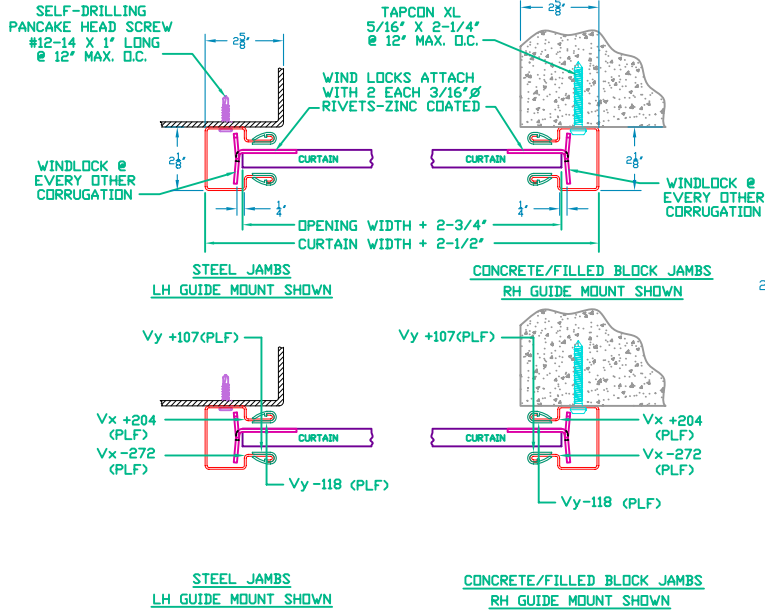 SELF-DRILLING
PANCAKE HEAD SCREW
#12-14 X 1" LONG
@ 12" MAX. O.C.
2 5/8"
TAPCON XL
5/16" X 2-1/4"
@ 12" MAX. O.C.
2 5/8"
WIND LOCKS ATTACH
WITH 2 EACH 3/16"Ø
RIVETS-ZINC COATED
2 1/8"
2 1/8"
CURTAIN
CURTAIN
WINDLOCK @
EVERY OTHER
CORRUGATION
WINDLOCK @
EVERY OTHER
CORRUGATION
1/4"
1/4"
OPENING WIDTH + 2-3/4"
CURTAIN WIDTH + 2-1/2"
STEEL JAMBS
LH GUIDE MOUNT SHOWN
CONCRETE/FILLED BLOCK JAMBS
RH GUIDE MOUNT SHOWN
2
Vy +107(PLF)
Vy +107(PLF)
Vx +204
(PLF)
Vx -272
(PLF)
CURTAIN
Vy -118 (PLF)
CURTAIN
Vx +204
(PLF)
Vx -272
(PLF)
Vy -118 (PLF)
STEEL JAMBS
LH GUIDE MOUNT SHOWN
CONCRETE/FILLED BLOCK JAMBS
RH GUIDE MOUNT SHOWN